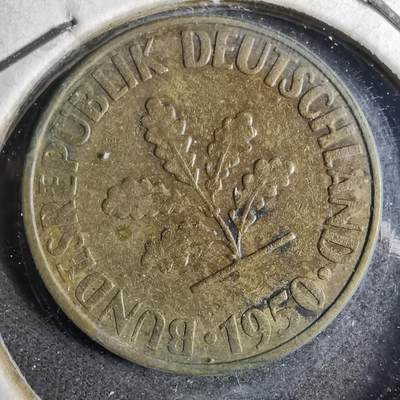 BUNDESREPUBLIK DEUTSCHLAND
· 1950 ·